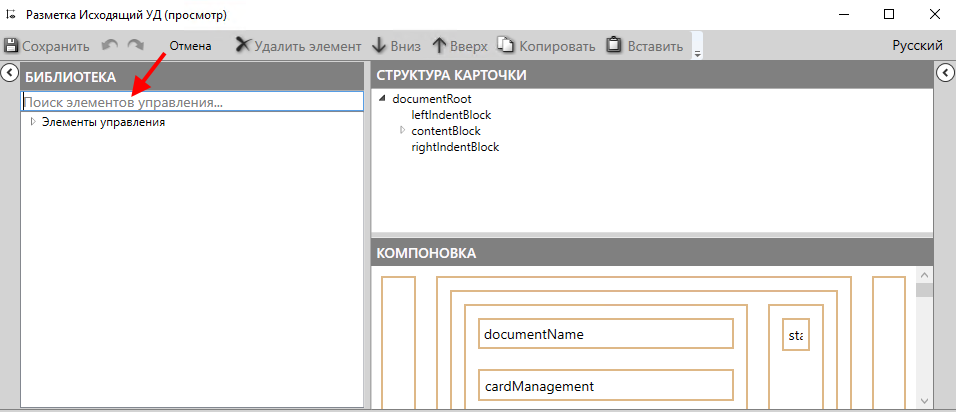 Разметка Исходящий УД (просмотр)
Сохранить Отмена Удалить элемент Вниз Вверх Копировать Вставить Русский
БИБЛИОТЕКА
Поиск элементов управления...
Элементы управления
СТРУКТУРА КАРТОЧКИ
documentRoot
leftIndentBlock
contentBlock
rightIndentBlock
КОМПОНОВКА
documentName
sta
cardManagement